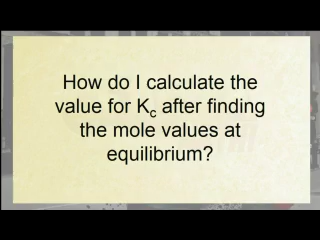 How do I calculate the
value for Kc after finding
the mole values at
equilibrium?